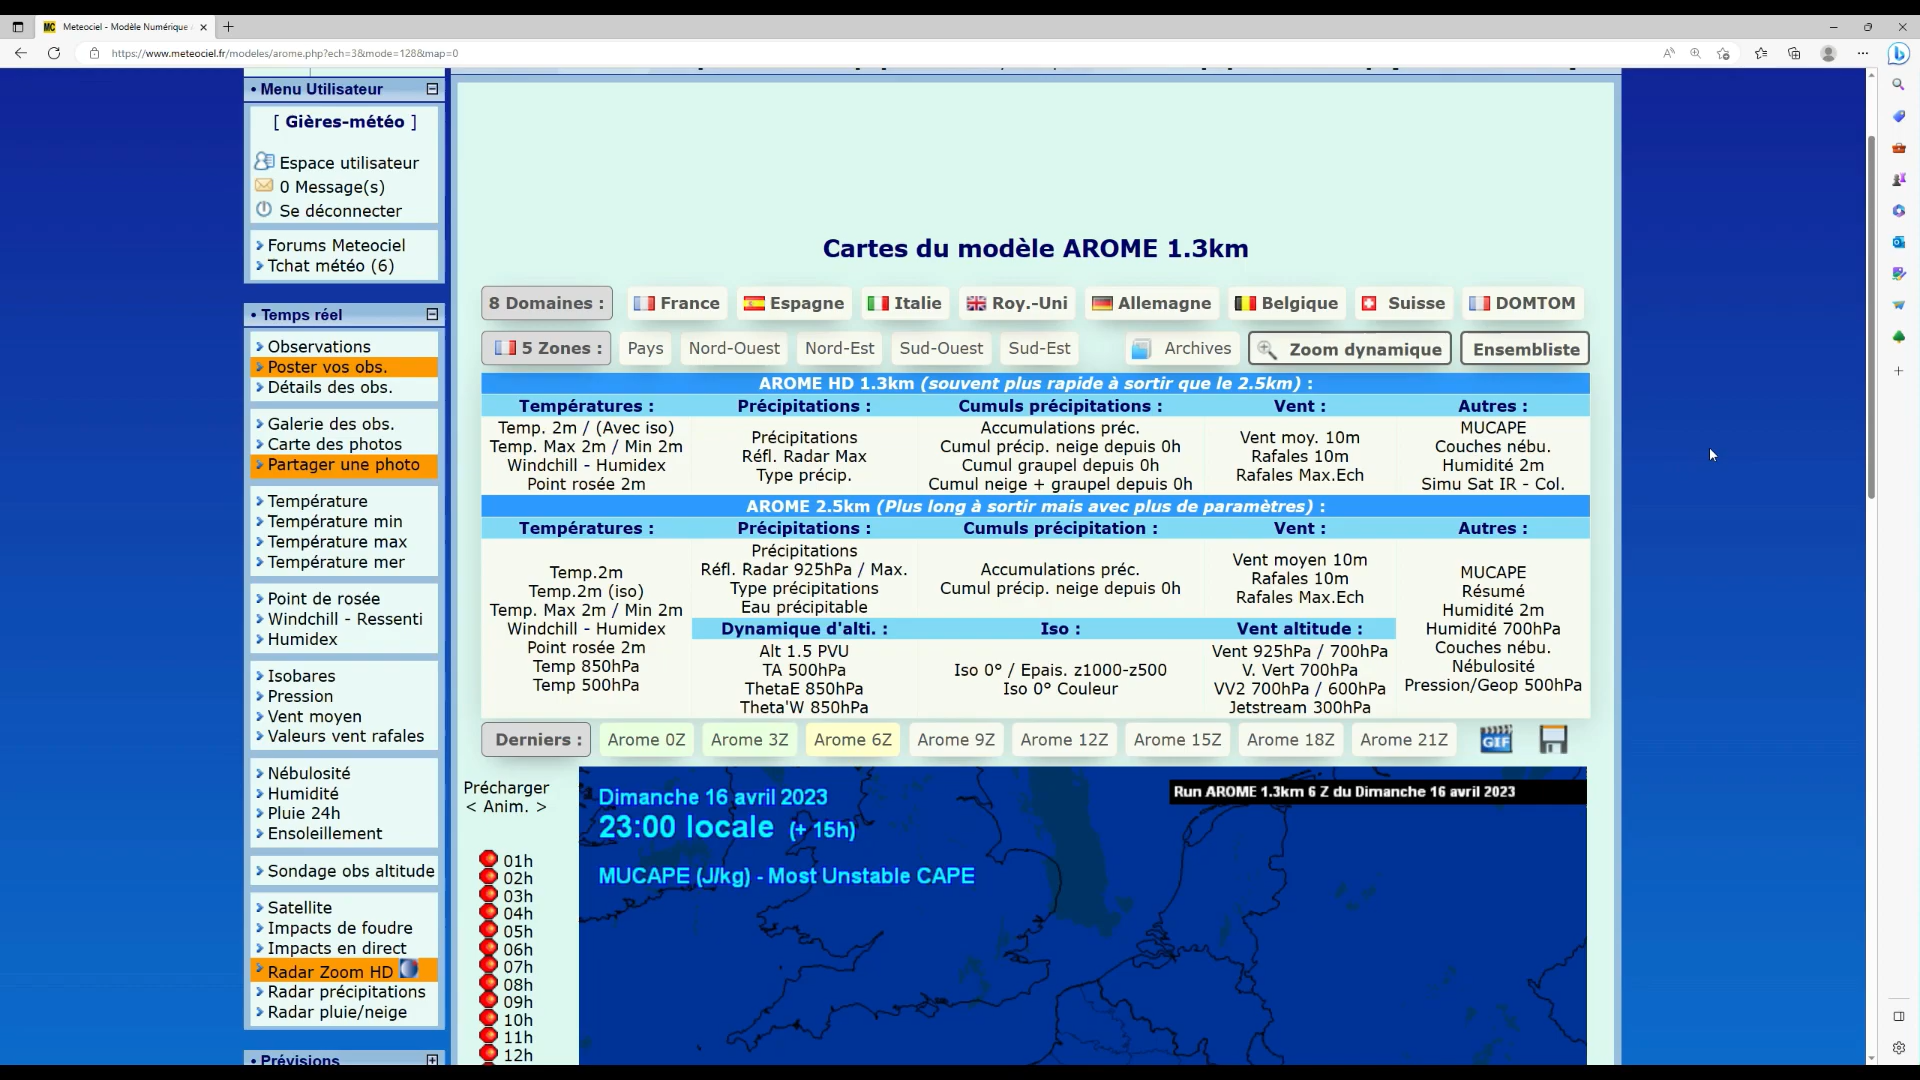 Meteociel - Modèle Numérique
https://www.meteociel.fr/modeles/arome.php?ech=3&mode=128&map=0
• Menu Utilisateur
[ Gières-météo ]
Espace utilisateur
0 Message(s)
Se déconnecter
Forums Meteociel
Tchat météo (6)
• Temps réel
Observations
Poster vos obs.
Détails des obs.
Galerie des obs.
Carte des photos
Partager une photo
Température
Température min
Température max
Température mer
Point de rosée
Windchill - Ressenti
Humidex
Isobares
Pression
Vent moyen
Valeurs vent rafales
Nébulosité
Humidité
Pluie 24h
Ensoleillement
Sondage obs altitude
Satellite
Impacts de foudre
Impacts en direct
Radar Zoom HD
Radar précipitations
Radar pluie/neige
• Prévisions
Cartes du modèle AROME 1.3km
8 Domaines : France Espagne Italie Roy.-Uni Allemagne Belgique Suisse DOMTOM
5 Zones : Pays Nord-Ouest Nord-Est Sud-Ouest Sud-Est Archives Zoom dynamique Ensembliste
AROME HD 1.3km (souvent plus rapide à sortir que le 2.5km) :
Températures : Précipitations : Cumuls précipitations : Vent : Autres :
Temp. 2m / (Avec iso)
Temp. Max 2m / Min 2m
Windchill - Humidex
Point rosée 2m
Précipitations
Réfl. Radar Max
Type précip.
Accumulations préc.
Cumul précip. neige depuis 0h
Cumul graupel depuis 0h
Cumul neige + graupel depuis 0h
Vent moy. 10m
Rafales 10m
Rafales Max.Ech
MUCAPE
Couches nébu.
Humidité 2m
Simu Sat IR - Col.
AROME 2.5km (Plus long à sortir mais avec plus de paramètres) :
Températures : Précipitations : Cumuls précipitation : Vent : Autres :
Temp.2m
Temp.2m (iso)
Temp. Max 2m / Min 2m
Windchill - Humidex
Point rosée 2m
Temp 850hPa
Temp 500hPa
Précipitations
Réfl. Radar 925hPa / Max.
Type précipitations
Eau précipitable
Accumulations préc.
Cumul précip. neige depuis 0h
Vent moyen 10m
Rafales 10m
Rafales Max.Ech
MUCAPE
Résumé
Humidité 2m
Humidité 700hPa
Couches nébu.
Nébulosité
Pression/Geop 500hPa
Dynamique d'alti. : Iso : Vent altitude :
Alt 1.5 PVU
TA 500hPa
ThetaE 850hPa
Theta'W 850hPa
Iso 0° / Epais. z1000-z500
Iso 0° Couleur
Vent 925hPa / 700hPa
V. Vert 700hPa
VV2 700hPa / 600hPa
Jetstream 300hPa
Derniers : Arome 0Z Arome 3Z Arome 6Z Arome 9Z Arome 12Z Arome 15Z Arome 18Z Arome 21Z GIF
Précharger
< Anim. >
01h
02h
03h
04h
05h
06h
07h
08h
09h
10h
11h
12h
Dimanche 16 avril 2023
23:00 locale (+ 15h)
MUCAPE (J/kg) - Most Unstable CAPE
Run AROME 1.3km 6 Z du Dimanche 16 avril 2023